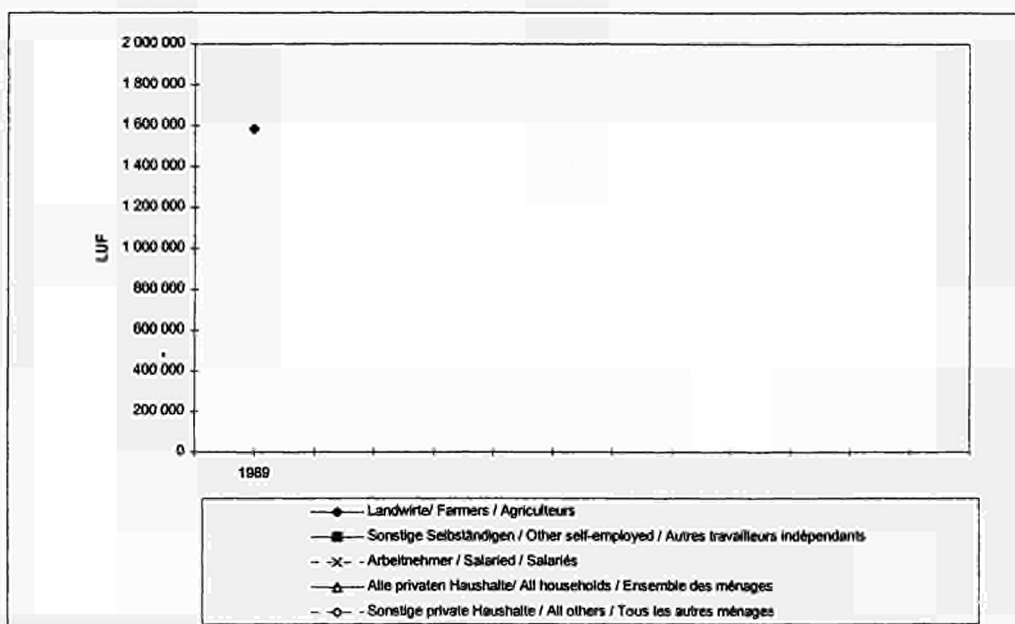 2 000 000
1 800 000
1 600 000
1 400 000
1 200 000
1 000 000
800 000
600 000
400 000
200 000
0
LUF
1989
Landwirte/ Farmers / Agriculteurs
Sonstige Selbständigen / Other self-employed / Autres travailleurs indépendants
Arbeitnehmer / Salaried / Salariés
Alle privaten Haushalte/ All households / Ensemble des ménages
Sonstige private Haushalte / All others / Tous les autres ménages